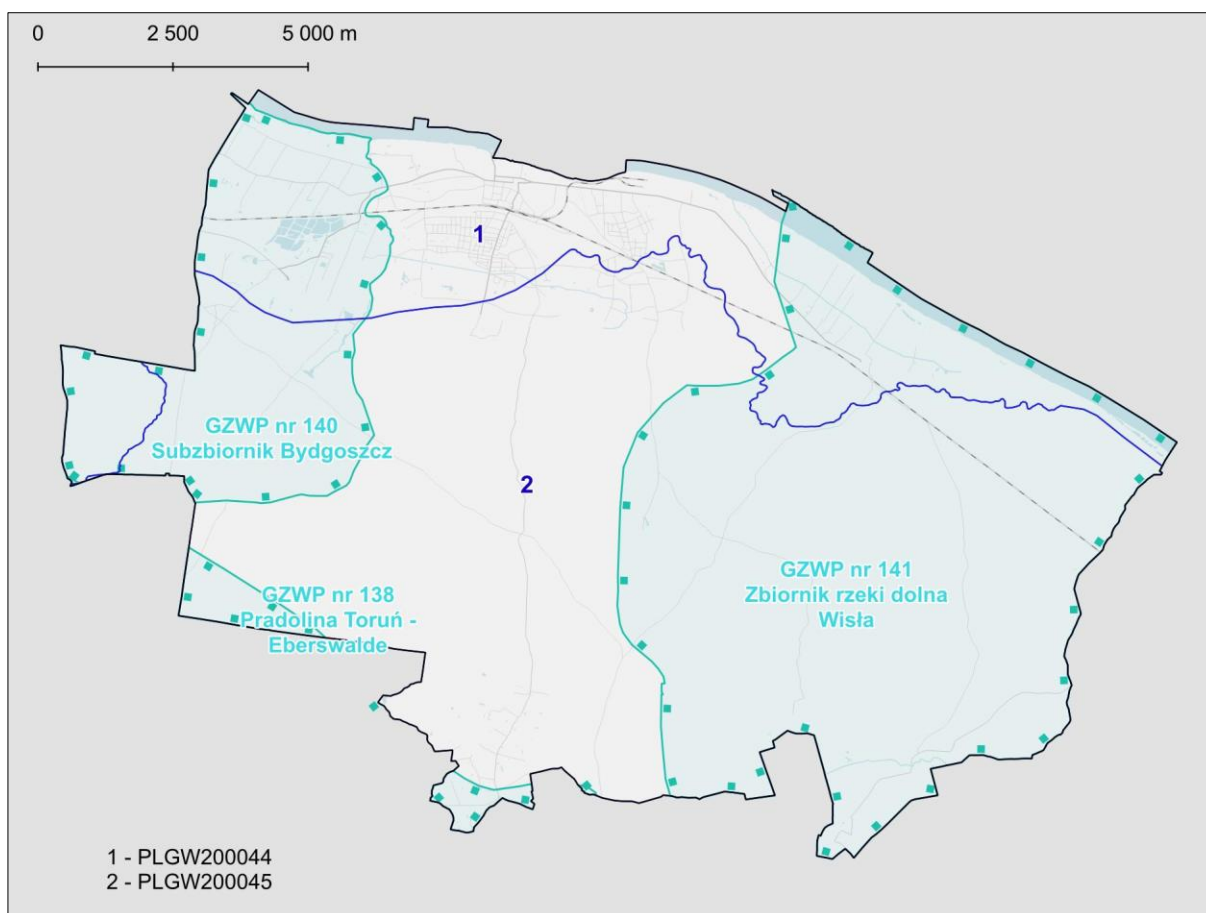 0 2 500 5 000 m
1
GZWP nr 140
Subzbiornik Bydgoszcz
2
GZWP nr 138
Pradolina Toruń -
Eberswalde
GZWP nr 141
Zbiornik rzeki dolna
Wisła
1 - PLGW200044
2 - PLGW200045